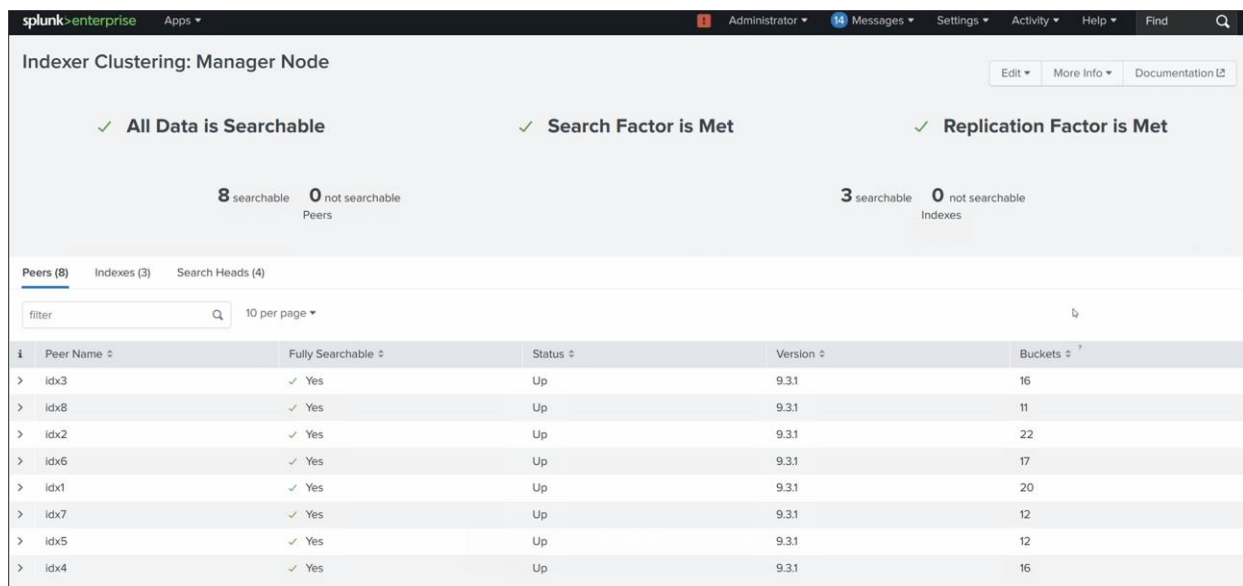 splunk>enterprise Apps Administrator 14 Messages Settings Activity Help Find
Indexer Clustering: Manager Node
Edit More Info Documentation
All Data is Searchable Search Factor is Met Replication Factor is Met
8 searchable 0 not searchable 3 searchable 0 not searchable
Peers Indexes
Peers (8) Indexes (3) Search Heads (4)
filter 10 per page
i Peer Name Fully Searchable Status Version Buckets ?
idx3 Yes Up 9.3.1 16
idx8 Yes Up 9.3.1 11
idx2 Yes Up 9.3.1 22
idx6 Yes Up 9.3.1 17
idx1 Yes Up 9.3.1 20
idx7 Yes Up 9.3.1 12
idx5 Yes Up 9.3.1 12
idx4 Yes Up 9.3.1 16